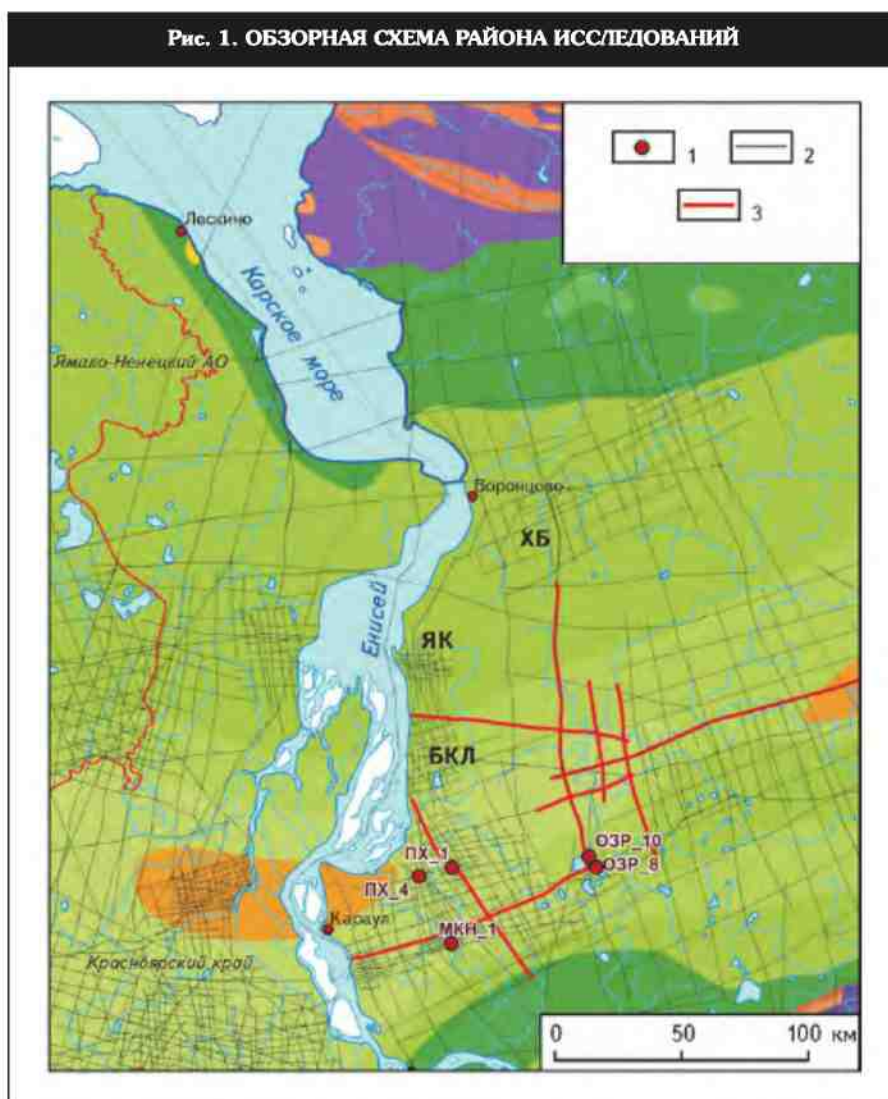 Рис. 1. ОБЗОРНАЯ СХЕМА РАЙОНА ИССЛЕДОВАНИЙ
1
2
3
Лескино
Карское море
Ямало-Ненецкий АО
Воронцово
ХБ
Енисей
ЯК
БКЛ
ОЗР_10
ПХ_1
ОЗР_8
ПХ_4
Караул
МКН_1
Красноярский край
0 50 100 км